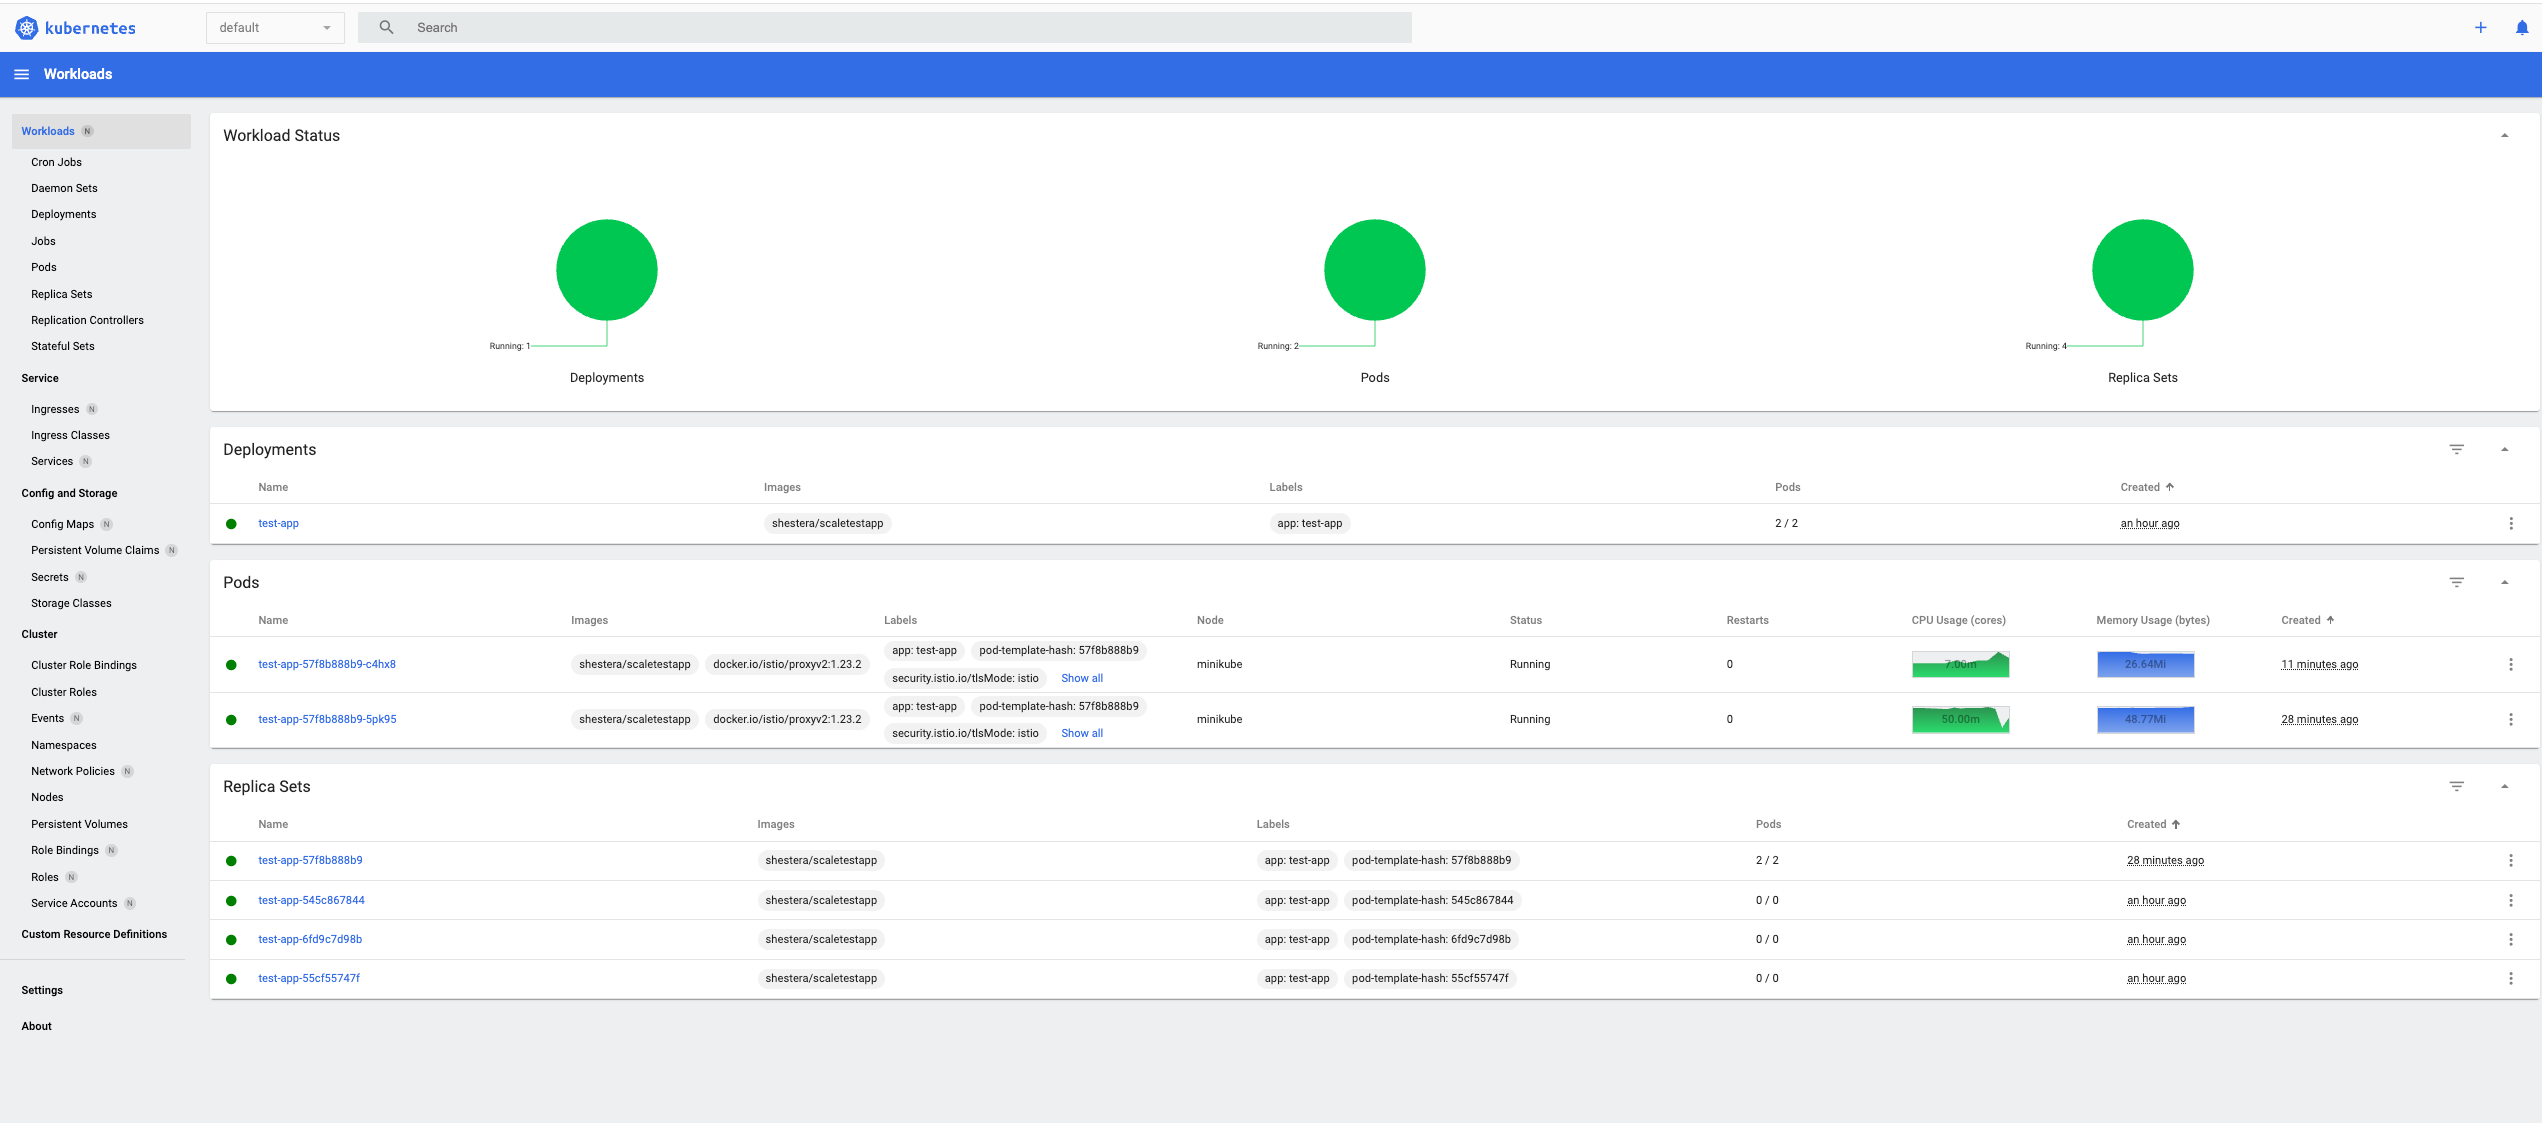 kubernetes
default
Search
Workloads
Workloads N
Cron Jobs
Daemon Sets
Deployments
Jobs
Pods
Replica Sets
Replication Controllers
Stateful Sets
Service
Ingresses N
Ingress Classes
Services N
Config and Storage
Config Maps N
Persistent Volume Claims N
Secrets N
Storage Classes
Cluster
Cluster Role Bindings
Cluster Roles
Events N
Namespaces
Network Policies N
Nodes
Persistent Volumes
Role Bindings N
Roles N
Service Accounts N
Custom Resource Definitions
Settings
About
Workload Status
Running: 1
Deployments
Running: 2
Pods
Running: 4
Replica Sets
Deployments
Name Images Labels Pods Created
test-app shestera/scaletestapp app: test-app 2 / 2 an hour ago
Pods
Name Images Labels Node Status Restarts CPU Usage (cores) Memory Usage (bytes) Created
app: test-app pod-template-hash: 57f8b888b9
test-app-57f8b888b9-c4hx8 shestera/scaletestapp docker.io/istio/proxyv2:1.23.2 minikube Running 0 7.00m 26.64Mi 11 minutes ago
security.istio.io/tlsMode: istio Show all
app: test-app pod-template-hash: 57f8b888b9
test-app-57f8b888b9-5pk95 shestera/scaletestapp docker.io/istio/proxyv2:1.23.2 minikube Running 0 50.00m 48.77Mi 28 minutes ago
security.istio.io/tlsMode: istio Show all
Replica Sets
Name Images Labels Pods Created
test-app-57f8b888b9 shestera/scaletestapp app: test-app pod-template-hash: 57f8b888b9 2 / 2 28 minutes ago
test-app-545c867844 shestera/scaletestapp app: test-app pod-template-hash: 545c867844 0 / 0 an hour ago
test-app-6fd9c7d98b shestera/scaletestapp app: test-app pod-template-hash: 6fd9c7d98b 0 / 0 an hour ago
test-app-55cf55747f shestera/scaletestapp app: test-app pod-template-hash: 55cf55747f 0 / 0 an hour ago